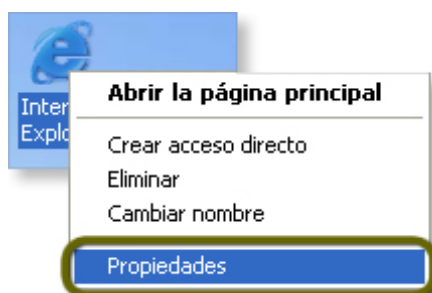 Abrir la página principal
Inter
Explo
Crear acceso directo
Eliminar
Cambiar nombre
Propiedades